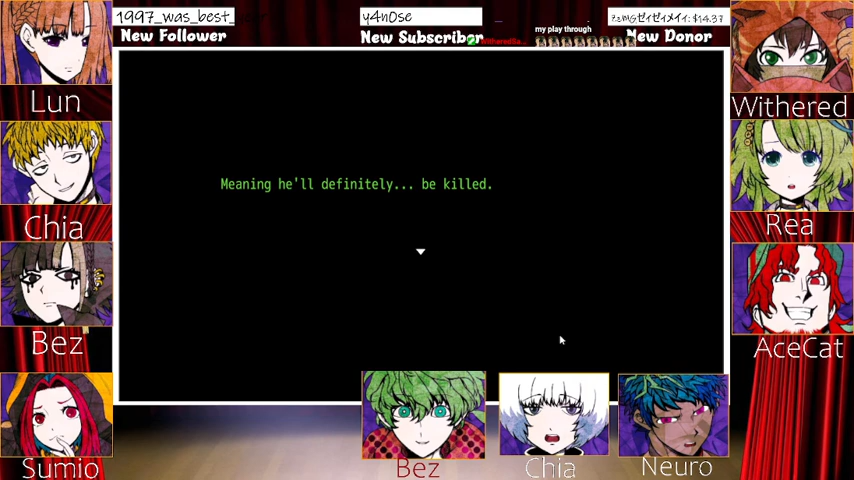 1997_was_best_
New Follower
y4n0se
New Subscriber
my play through
New Donor
Lun
Chia
Bez
Sumio
Meaning he'll definitely... be killed.
Withered
Rea
AceCat
Bez
Chia
Neuro